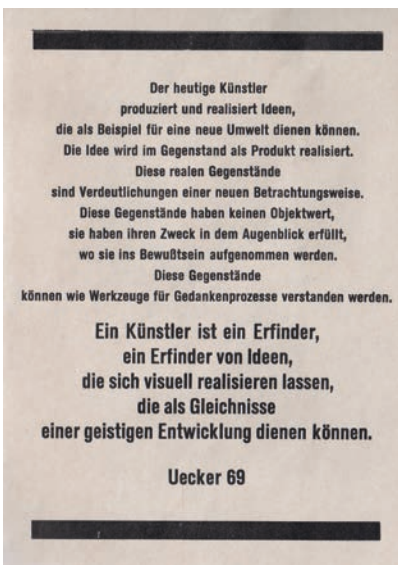 Der heutige Künstler
produziert und realisiert Ideen,
die als Beispiel für eine neue Umwelt dienen können.
Die Idee wird im Gegenstand als Produkt realisiert.
Diese realen Gegenstände
sind Verdeutlichungen einer neuen Betrachtungsweise.
Diese Gegenstände haben keinen Objektwert,
sie haben ihren Zweck in dem Augenblick erfüllt,
wo sie ins Bewußtsein aufgenommen werden.
Diese Gegenstände
können wie Werkzeuge für Gedankenprozesse verstanden werden.
Ein Künstler ist ein Erfinder,
ein Erfinder von Ideen,
die sich visuell realisieren lassen,
die als Gleichnisse
einer geistigen Entwicklung dienen können.
Uecker 69